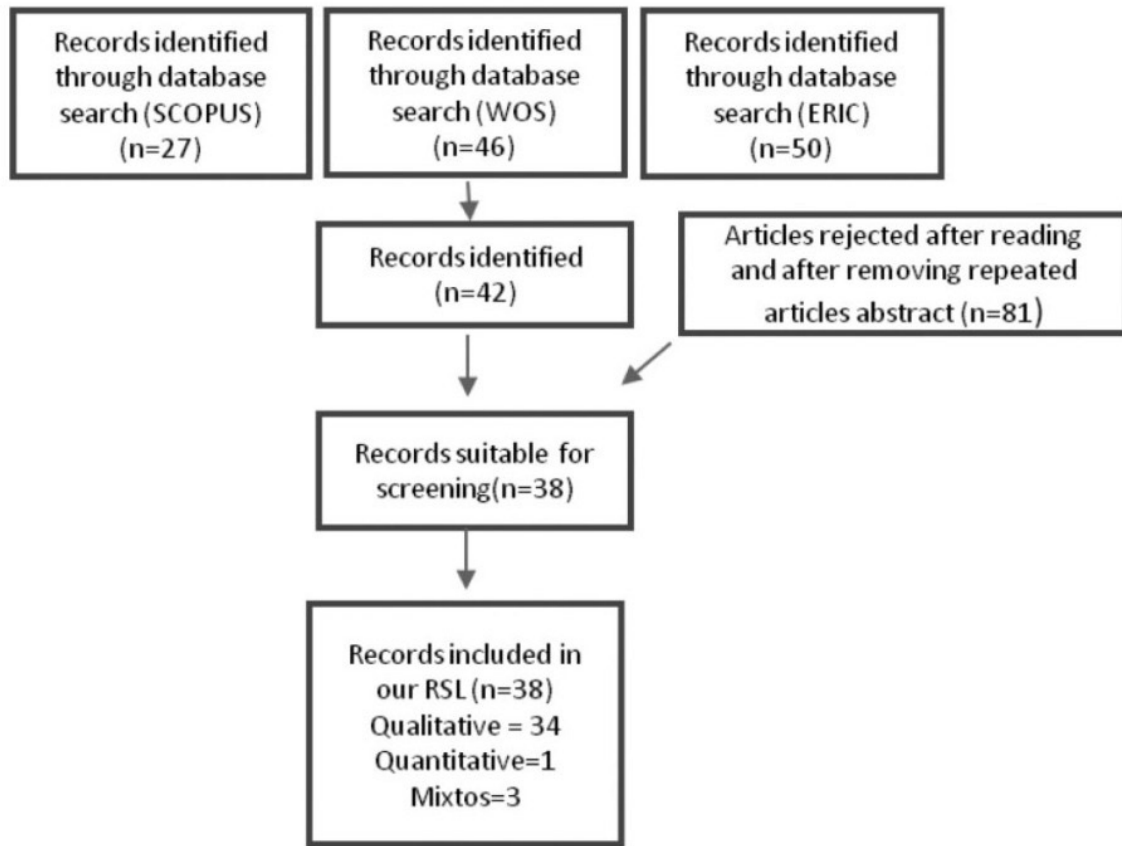 Records identified
through database
search (SCOPUS)
(n=27)
Records identified
through database
search (WOS)
(n=46)
Records identified
through database
search (ERIC)
(n=50)
Records identified
(n=42)
Articles rejected after reading
and after removing repeated
articles abstract (n=81)
Records suitable for
screening(n=38)
Records included in
our RSL (n=38)
Qualitative = 34
Quantitative=1
Mixtos=3